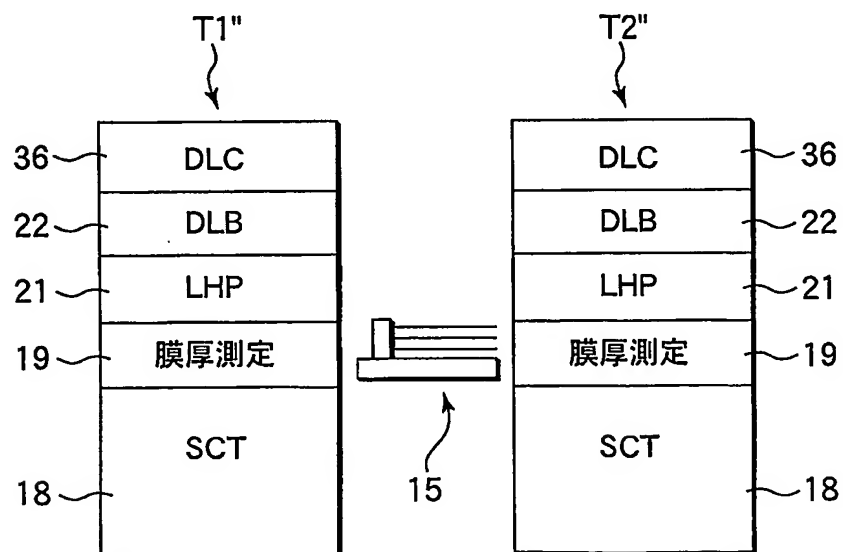 T1" T2"
36 DLC DLC 36
22 DLB DLB 22
21 LHP LHP 21
19 膜厚測定 膜厚測定 19
SCT SCT
18 15 18